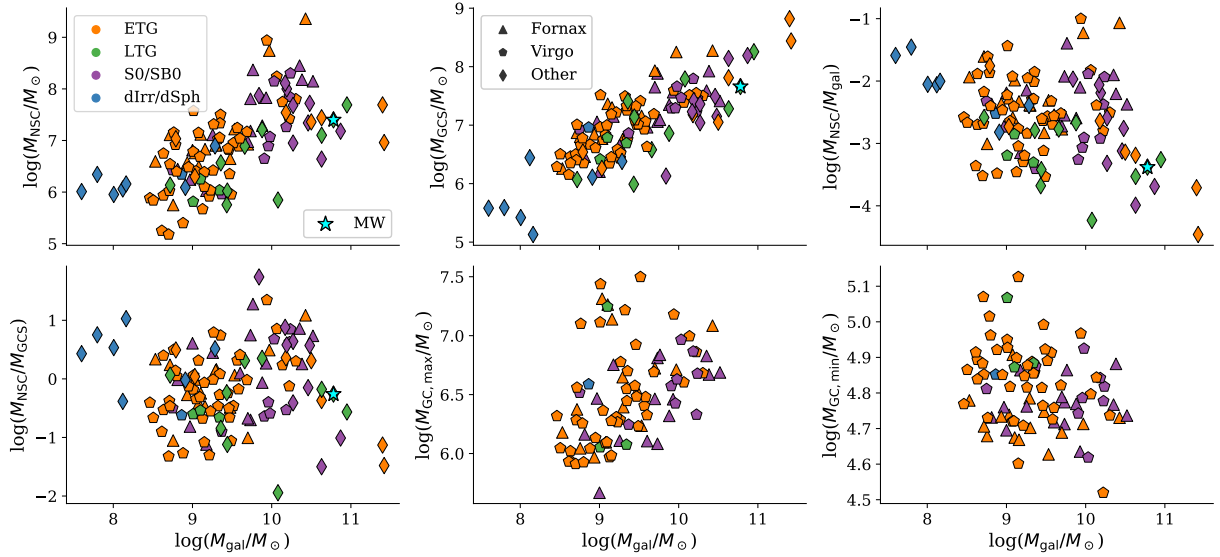 log(M_NSC/M_⊙)
9
8
7
6
5
ETG
LTG
S0/SB0
dIrr/dSph
MW
log(M_GCS/M_⊙)
9
8
7
6
5
Fornax
Virgo
Other
log(M_NSC/M_gal)
−1
−2
−3
−4
log(M_NSC/M_GCS)
1
0
−1
−2
8 9 10 11
log(M_gal/M_⊙)
log(M_GC,max/M_⊙)
7.5
7.0
6.5
6.0
8 9 10 11
log(M_gal/M_⊙)
log(M_GC,min/M_⊙)
5.1
5.0
4.9
4.8
4.7
4.6
4.5
8 9 10 11
log(M_gal/M_⊙)